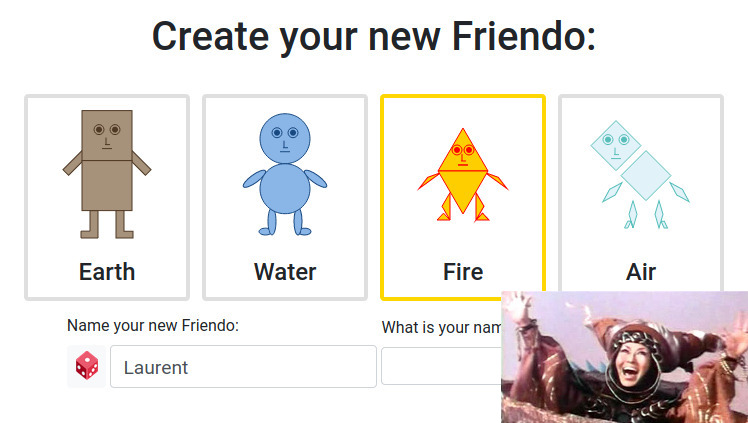 Create your new Friendo:
Earth
Water
Fire
Air
Name your new Friendo:
What is your nam
Laurent